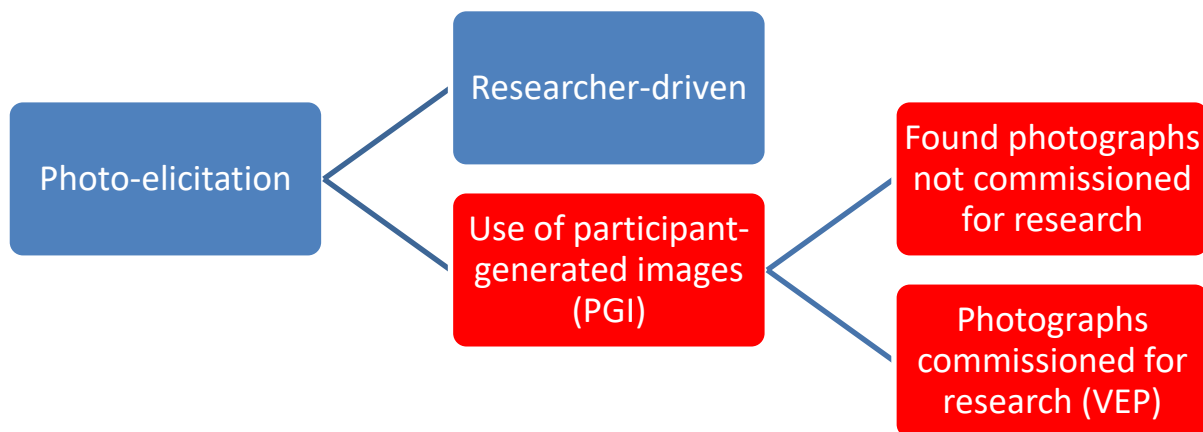 Photo-elicitation
Researcher-driven
Use of participant-
generated images
(PGI)
Found photographs
not commissioned
for research
Photographs
commissioned for
research (VEP)